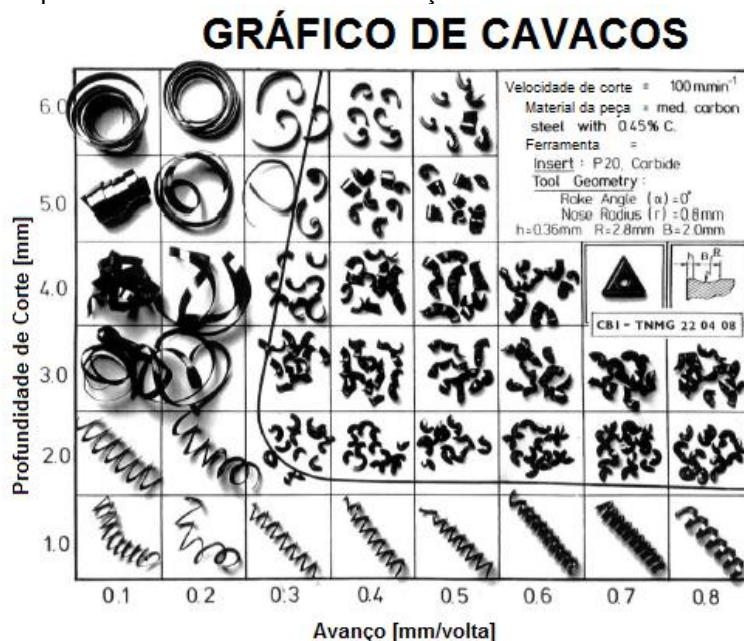 GRÁFICO DE CAVACOS
Velocidade de corte = 100 m.min⁻¹
Material da peça = med. carbon
steel with 0.45% C.
Ferramenta =
Insert : P20, Carbide
Tool Geometry :
Rake Angle (α)=0°
Nose Radius (r)=0.8mm
h=0.36mm R=2.8mm B=2.0mm
h B R
CBI - TNMG 22 04 08
Profundidade de Corte [mm]
6.0
5.0
4.0
3.0
2.0
1.0
0.1 0.2 0.3 0.4 0.5 0.6 0.7 0.8
Avanço [mm/volta]